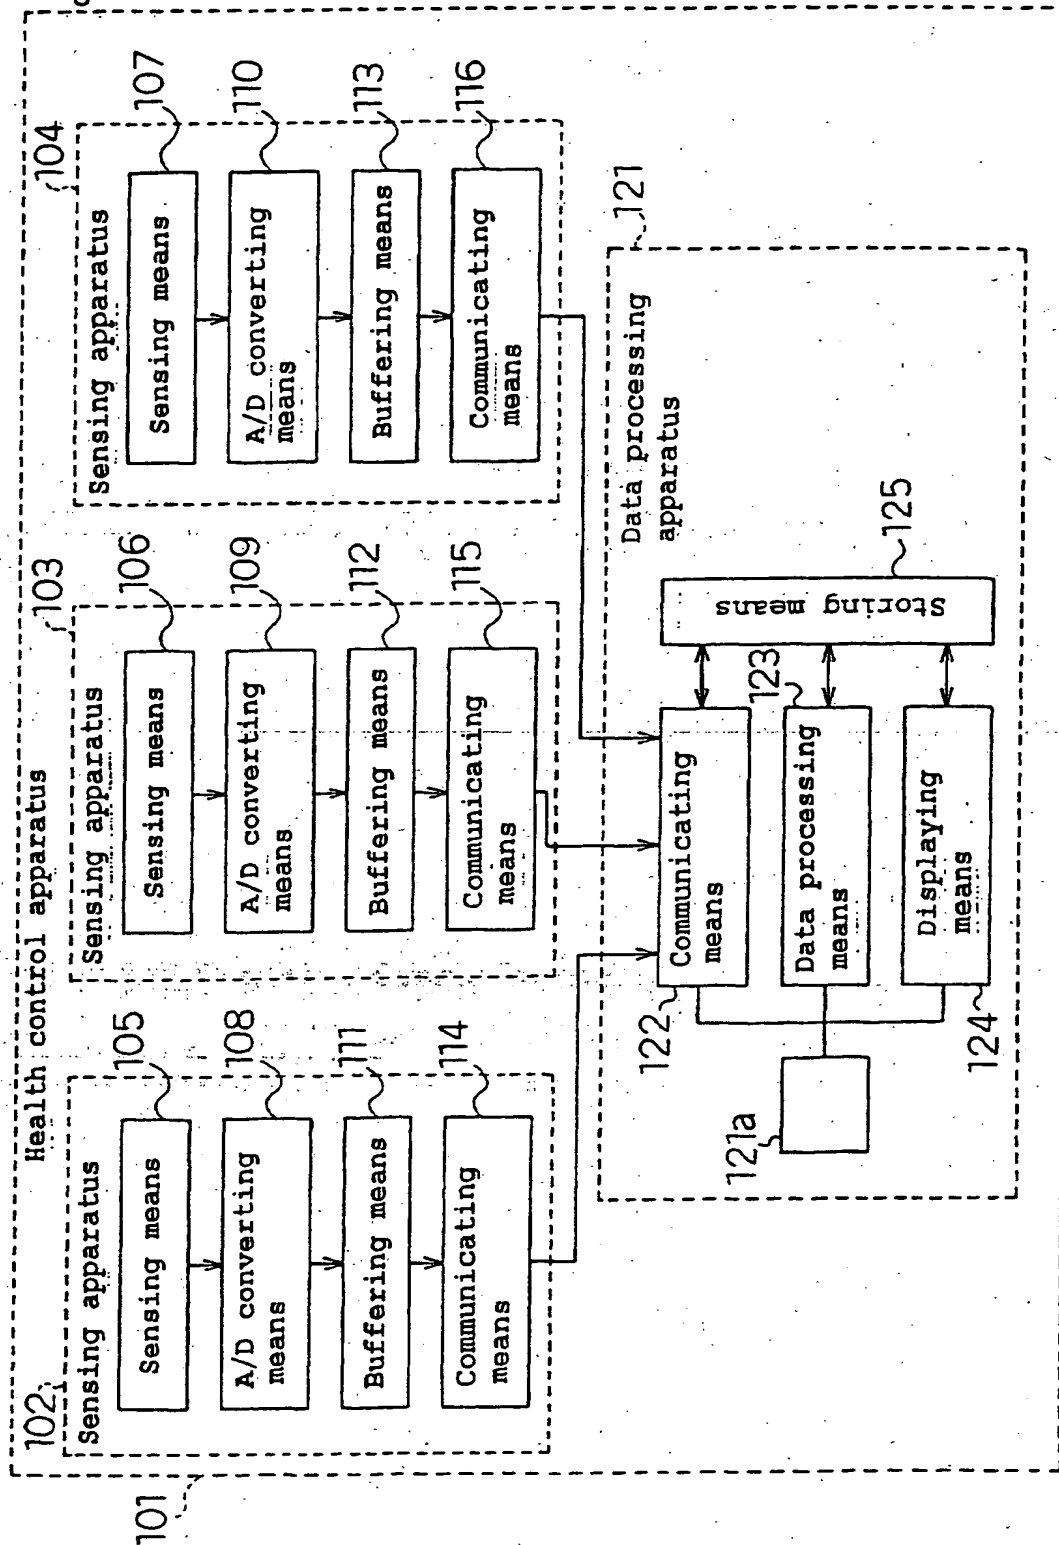 101
Health control apparatus
102
Sensing apparatus
Sensing means
105
A/D converting
means
108
Buffering means
111
Communicating
means
114
103
Sensing apparatus
Sensing means
106
A/D converting
means
109
Buffering means
112
Communicating
means
115
104
Sensing apparatus
Sensing means
107
A/D converting
means
110
Buffering means
113
Communicating
means
116
121
Data processing
apparatus
121a
122
Communicating
means
123
Data processing
means
124
Displaying
means
Storing means
125